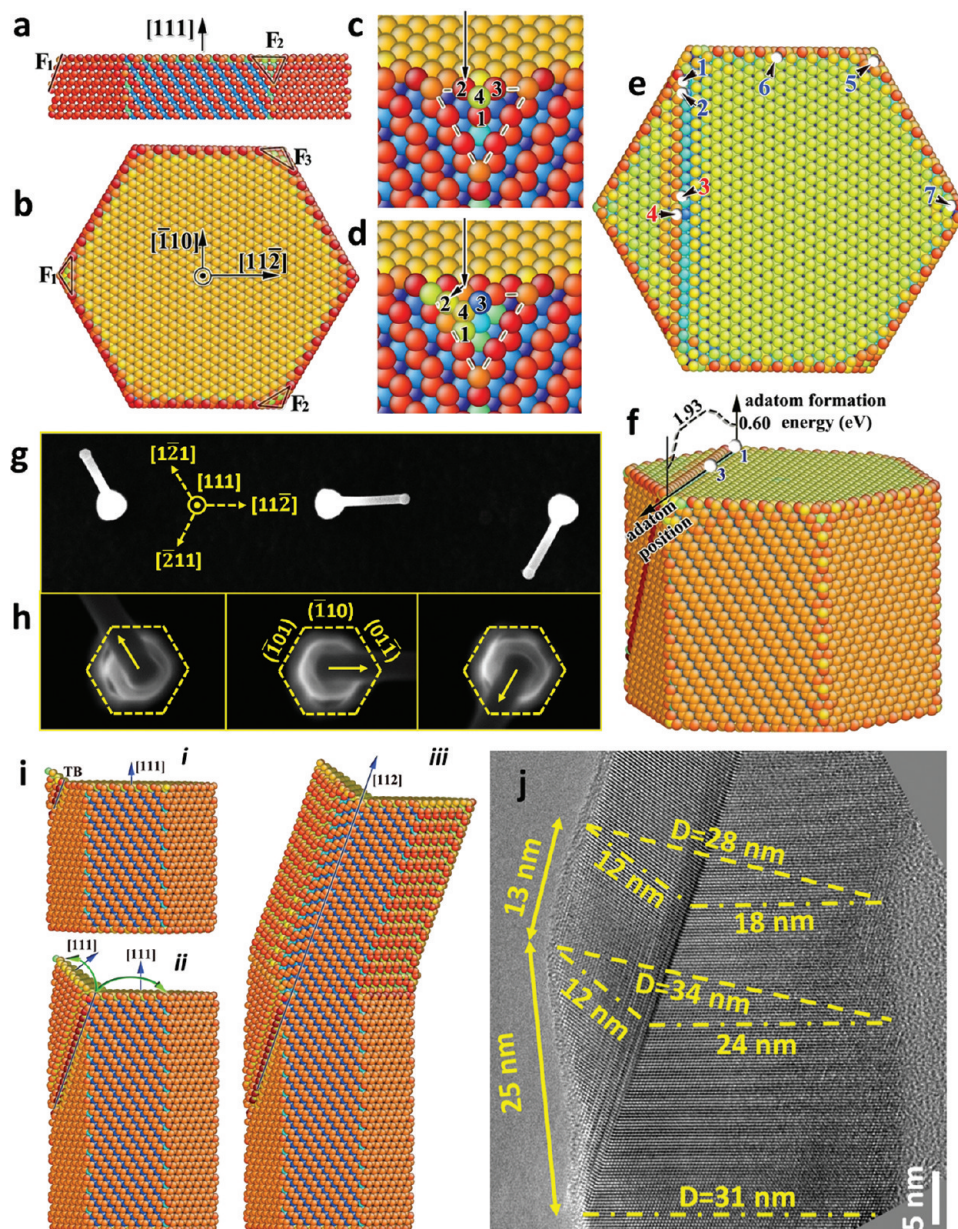 a
[111]
F₁
F₂
b
F₃
[1̅10]
[112̅]
F₁
F₂
c
2 3
4
1
d
2 3
4
1
e
1
2
6
5
3
4
7
f
1.93
adatom formation
0.60 energy (eV)
1
3
adatom
position
g
[12̅1]
[111]
[112̅]
[2̅11]
h
(1̅01)
(1̅10)
(011̅)
i
i
TB
[111]
ii
[111]
[111]
iii
[112]
j
D=28 nm
13 nm
12 nm
18 nm
D=34 nm
12 nm
24 nm
25 nm
D=31 nm
5 nm